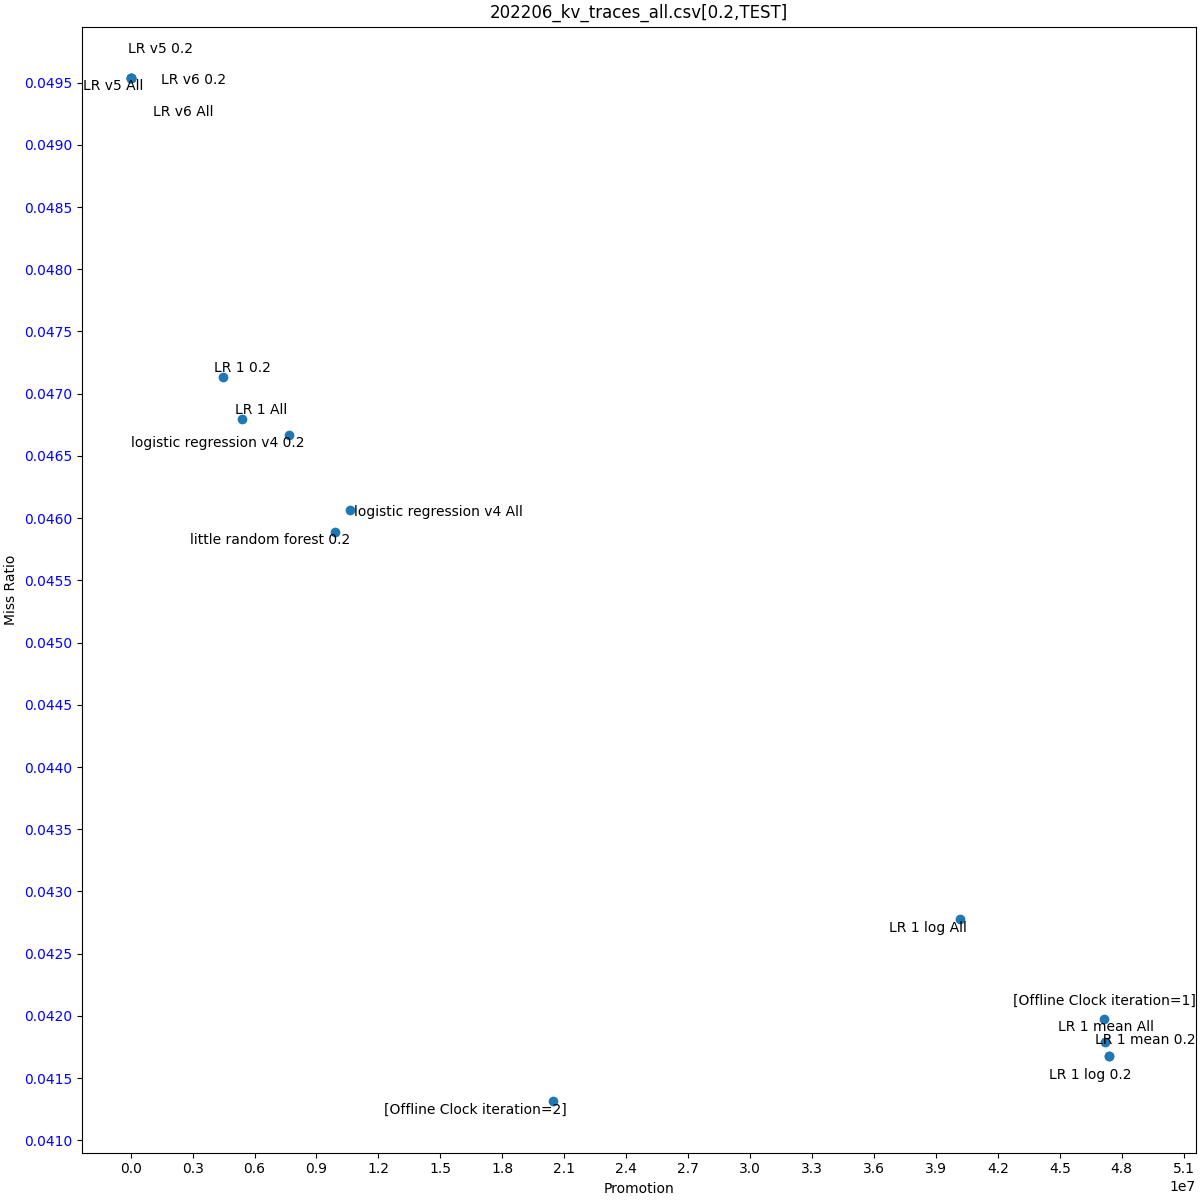 202206_kv_traces_all.csv[0.2,TEST]
LR v5 0.2
LR v5 All
LR v6 0.2
LR v6 All
LR 1 0.2
LR 1 All
logistic regression v4 0.2
logistic regression v4 All
little random forest 0.2
LR 1 log All
[Offline Clock iteration=1]
LR 1 mean All
LR 1 mean 0.2
LR 1 log 0.2
[Offline Clock iteration=2]
Miss Ratio
0.0495
0.0490
0.0485
0.0480
0.0475
0.0470
0.0465
0.0460
0.0455
0.0450
0.0445
0.0440
0.0435
0.0430
0.0425
0.0420
0.0415
0.0410
0.0 0.3 0.6 0.9 1.2 1.5 1.8 2.1 2.4 2.7 3.0 3.3 3.6 3.9 4.2 4.5 4.8 5.1
1e7
Promotion